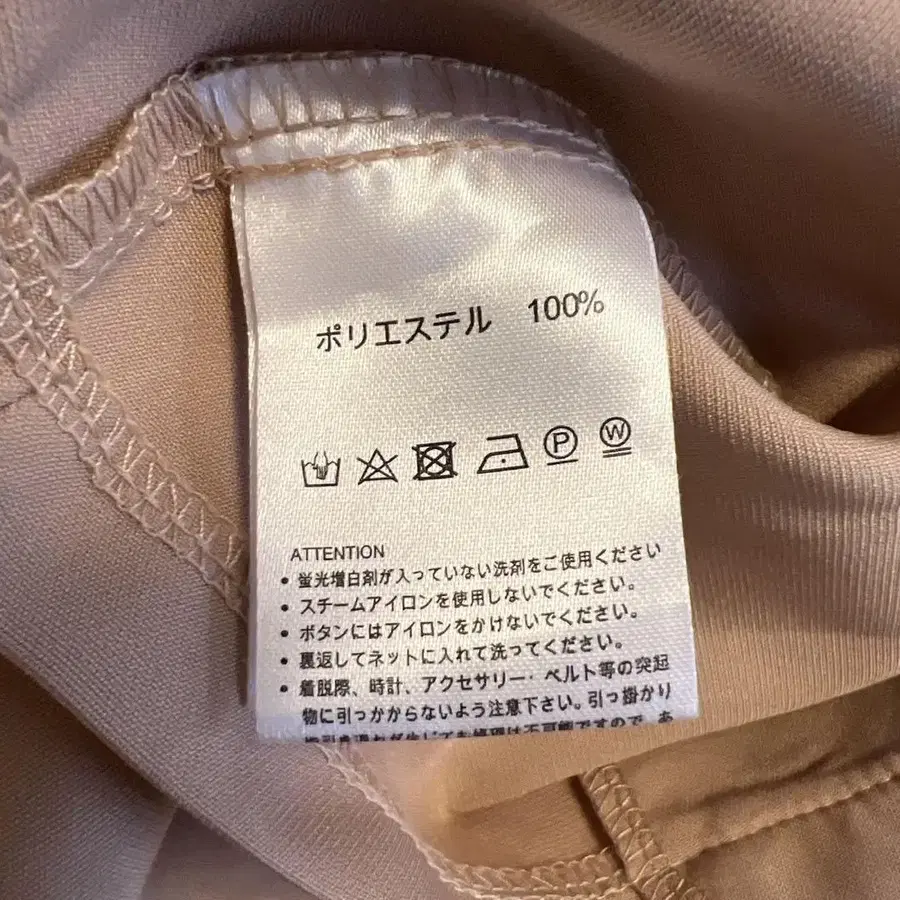 ポリエステル 100%
P W
ATTENTION
• 蛍光増白剤が入っていない洗剤をご使用ください
• スチームアイロンを使用しないでください。
• ボタンにはアイロンをかけないでください。
• 裏返してネットに入れて洗ってください。
• 着脱際、時計、アクセサリー・ベルト等の突起
物に引っかからないよう注意下さい。引っ掛かり